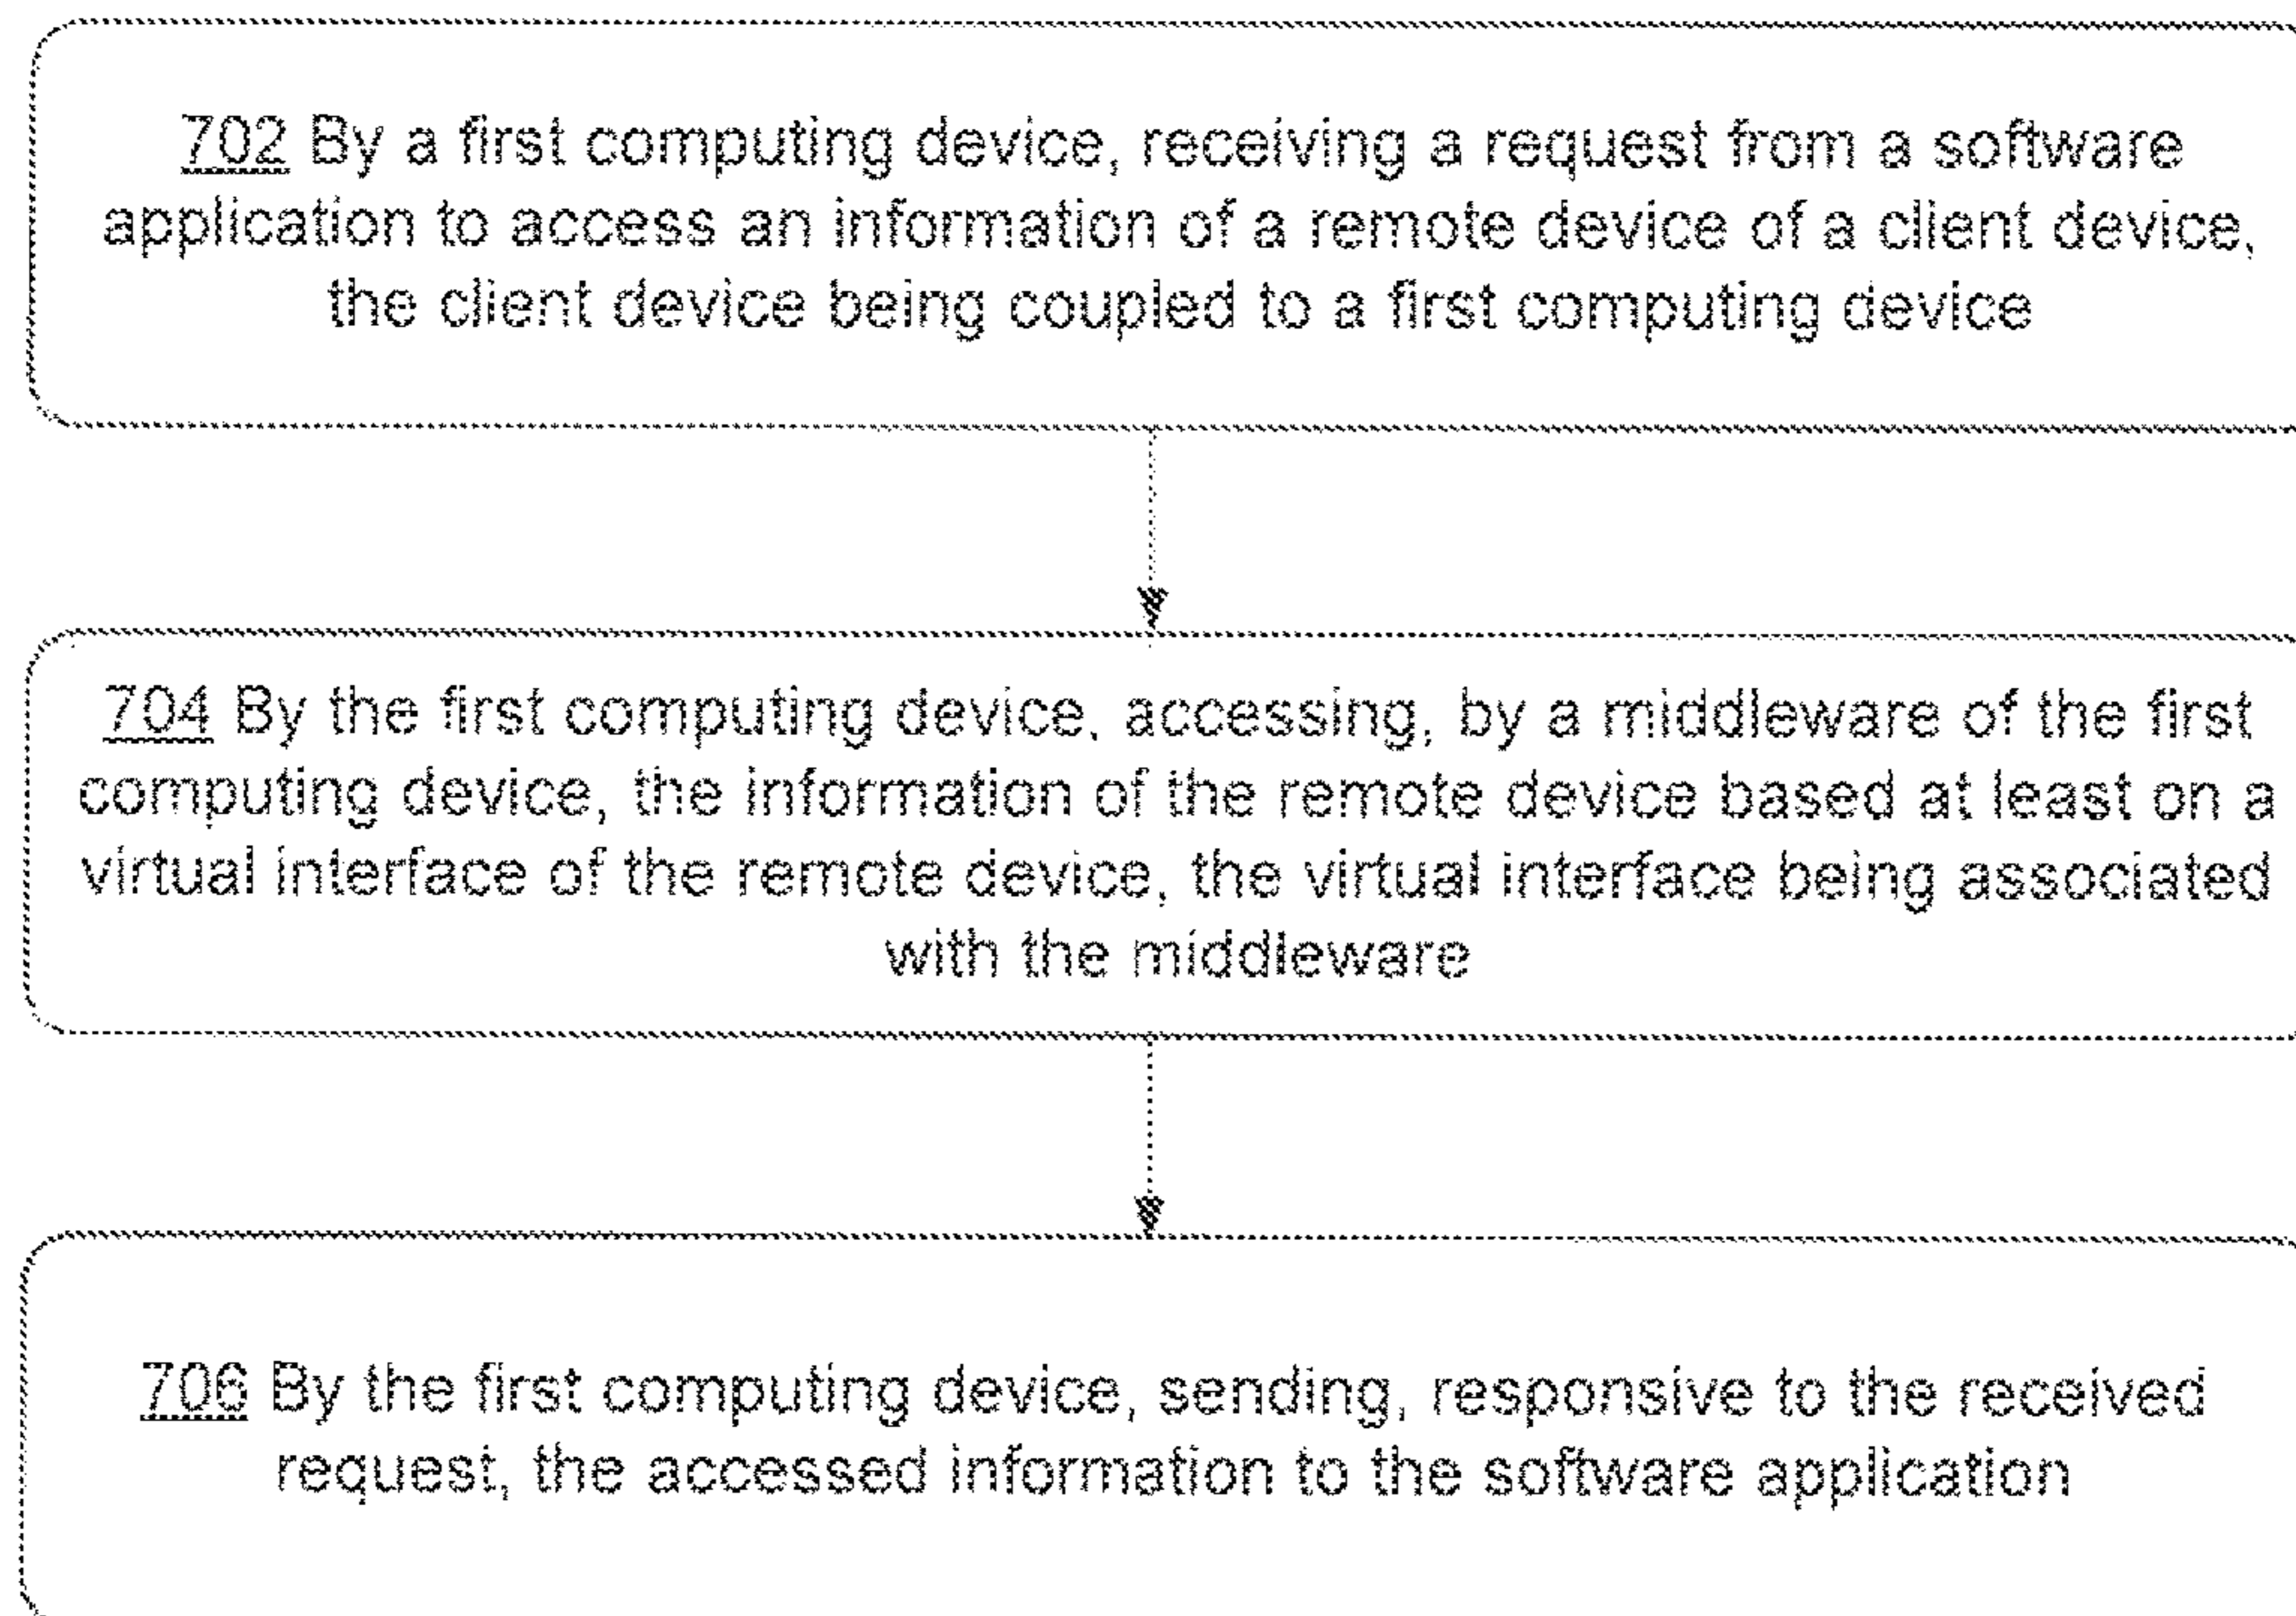 702 By a first computing device, receiving a request from a software
application to access an information of a remote device of a client device,
the client device being coupled to a first computing device
704 By the first computing device, accessing, by a middleware of the first
computing device, the information of the remote device based at least on a
virtual interface of the remote device, the virtual interface being associated
with the middleware
706 By the first computing device, sending, responsive to the received
request, the accessed information to the software application